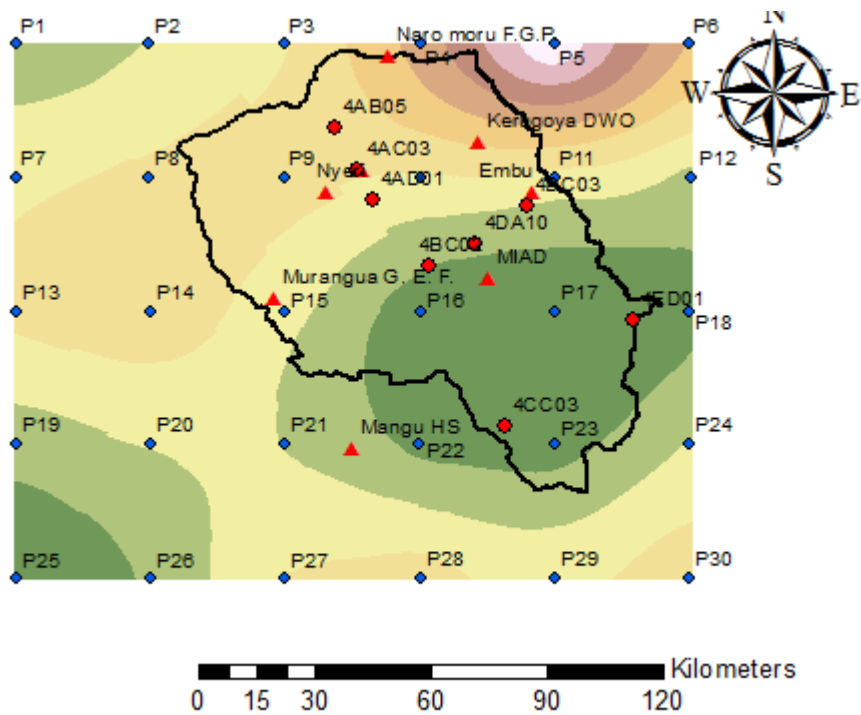 P1
P2
P3
Naro moru F.G.P.
P4
P5
P6
N
W
E
S
4AB05
Kerugoya DWO
P7
P8
P9
4AC03
4AD01
Embu
P11
P12
4DA10
MIAD
Murangua G. E. F.
P13
P14
P15
P16
P17
P18
4CC03
P19
P20
P21
Mangu HS
P22
P23
P24
P25
P26
P27
P28
P29
P30
Kilometers
0 15 30 60 90 120